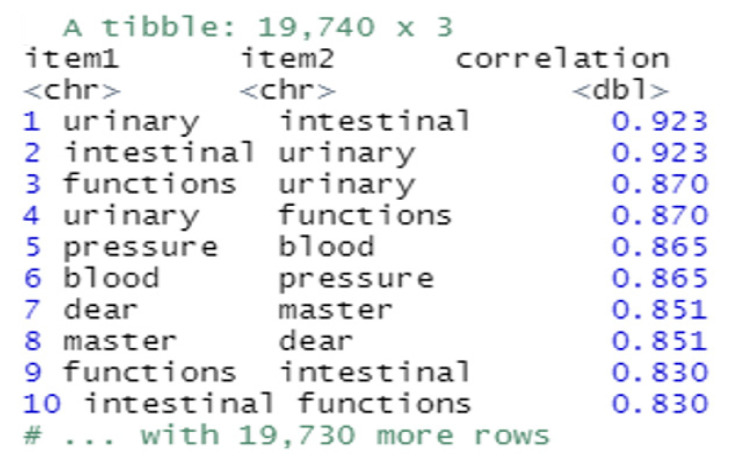 A tibble: 19,740 x 3
item1 item2 correlation
<chr> <chr> <dbl>
1 urinary intestinal 0.923
2 intestinal urinary 0.923
3 functions urinary 0.870
4 urinary functions 0.870
5 pressure blood 0.865
6 blood pressure 0.865
7 dear master 0.851
8 master dear 0.851
9 functions intestinal 0.830
10 intestinal functions 0.830
# ... with 19,730 more rows